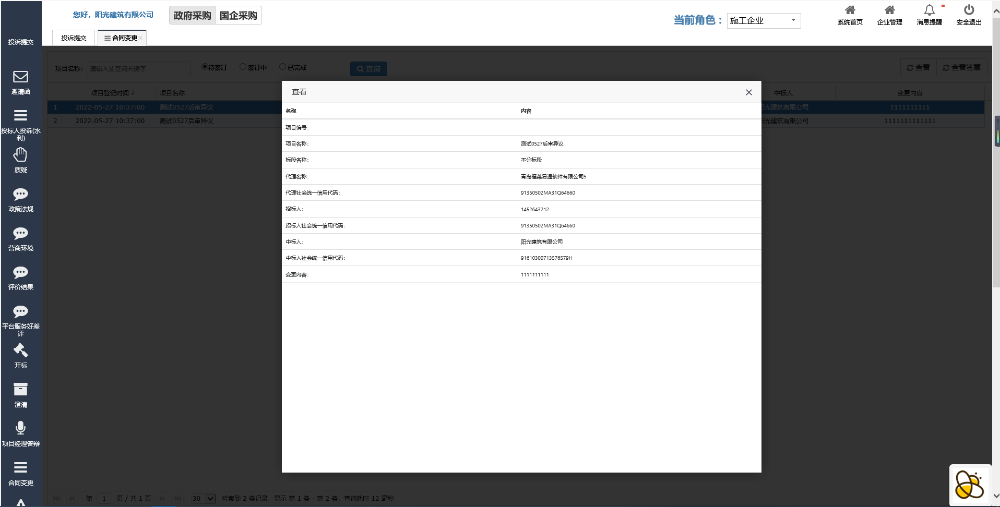 您好，阳光建筑有限公司
政府采购 国企采购
当前角色： 施工企业
系统首页 企业管理 消息提醒 安全退出
投诉提交 合同变更
投诉提交
邀请函
投标人投诉(水
利)
质疑
政策法规
营商环境
评价结果
平台服务好差
评
开标
澄清
项目经理答辩
合同变更
项目名称: 请输入要查询关键字 待签订 签订中 已完成 查询 查看 查看签章
项目登记时间 项目名称 中标人 变更内容
1 2022-05-27 10:37:00 测试0527后审异议 阳光建筑有限公司 1111111111
2 2022-05-27 10:37:00 测试0527后审异议 阳光建筑有限公司 1111111111111
查看
名称 内容
项目编号:
项目名称: 测试0527后审异议
标段名称: 不分标段
代理名称: 青岛福莱易通软件有限公司5
代理社会统一信用代码: 91350502MA31Q64660
招标人: 1452643212
招标人社会统一信用代码: 91350502MA31Q64660
中标人: 阳光建筑有限公司
中标人社会统一信用代码: 91610300713576579H
变更内容: 1111111111
第 1 页 / 共 1 页 30 检索到 2 条记录，显示 第 1 条 - 第 2 条，查询耗时 12 毫秒